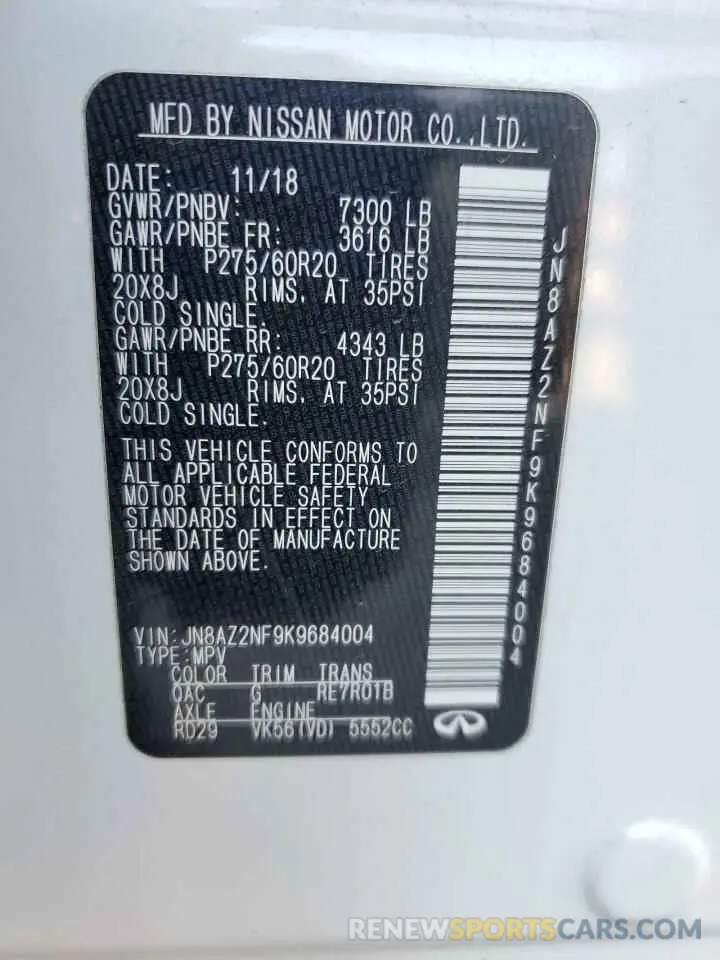 MFD BY NISSAN MOTOR CO.,LTD.
DATE: 11/18
GVWR/PNBV: 7300 LB
GAWR/PNBE FR: 3616 LB
WITH P275/60R20 TIRES
20X8J RIMS, AT 35PSI
COLD SINGLE.
GAWR/PNBE RR: 4343 LB
WITH P275/60R20 TIRES
20X8J RIMS, AT 35PSI
COLD SINGLE.
THIS VEHICLE CONFORMS TO
ALL APPLICABLE FEDERAL
MOTOR VEHICLE SAFETY
STANDARDS IN EFFECT ON
THE DATE OF MANUFACTURE
SHOWN ABOVE.
VIN:JN8AZ2NF9K9684004
TYPE:MPV
COLOR TRIM TRANS
QAC G RE7R01B
AXLE ENGINE
RD29 VK56(VD) 5552CC
JN8AZ2NF9K9684004
RENEWSPORTSCARS.COM